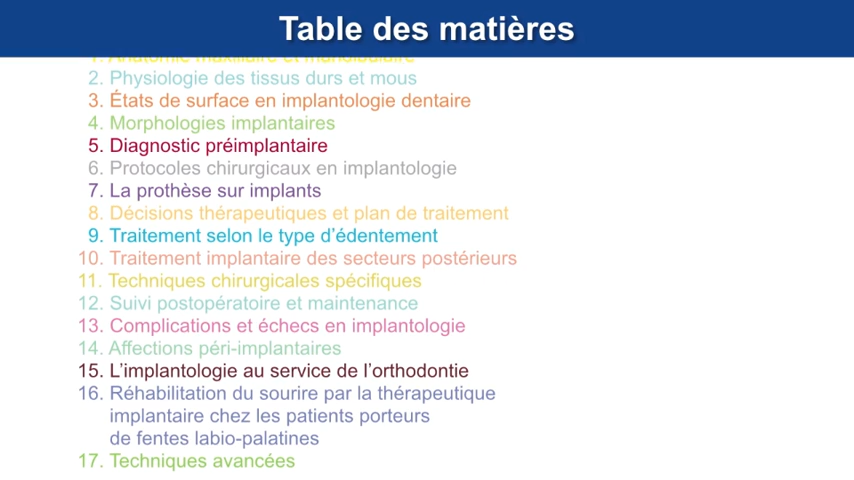 Table des matières
1. Anatomie maxillaire et mandibulaire
2. Physiologie des tissus durs et mous
3. États de surface en implantologie dentaire
4. Morphologies implantaires
5. Diagnostic préimplantaire
6. Protocoles chirurgicaux en implantologie
7. La prothèse sur implants
8. Décisions thérapeutiques et plan de traitement
9. Traitement selon le type d’édentement
10. Traitement implantaire des secteurs postérieurs
11. Techniques chirurgicales spécifiques
12. Suivi postopératoire et maintenance
13. Complications et échecs en implantologie
14. Affections péri-implantaires
15. L’implantologie au service de l’orthodontie
16. Réhabilitation du sourire par la thérapeutique
implantaire chez les patients porteurs
de fentes labio-palatines
17. Techniques avancées